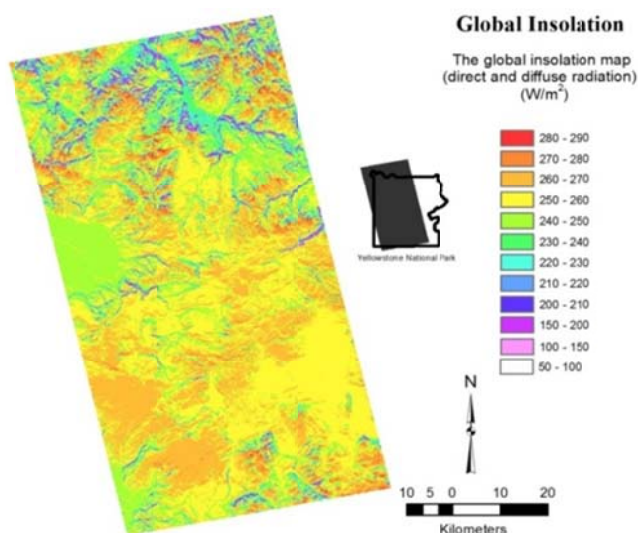 Global Insolation
The global insolation map
(direct and diffuse radiation)
(W/m²)
280 - 290
270 - 280
260 - 270
250 - 260
240 - 250
230 - 240
220 - 230
210 - 220
200 - 210
150 - 200
100 - 150
50 - 100
Yellowstone National Park
N
10 5 0 10 20
Kilometers